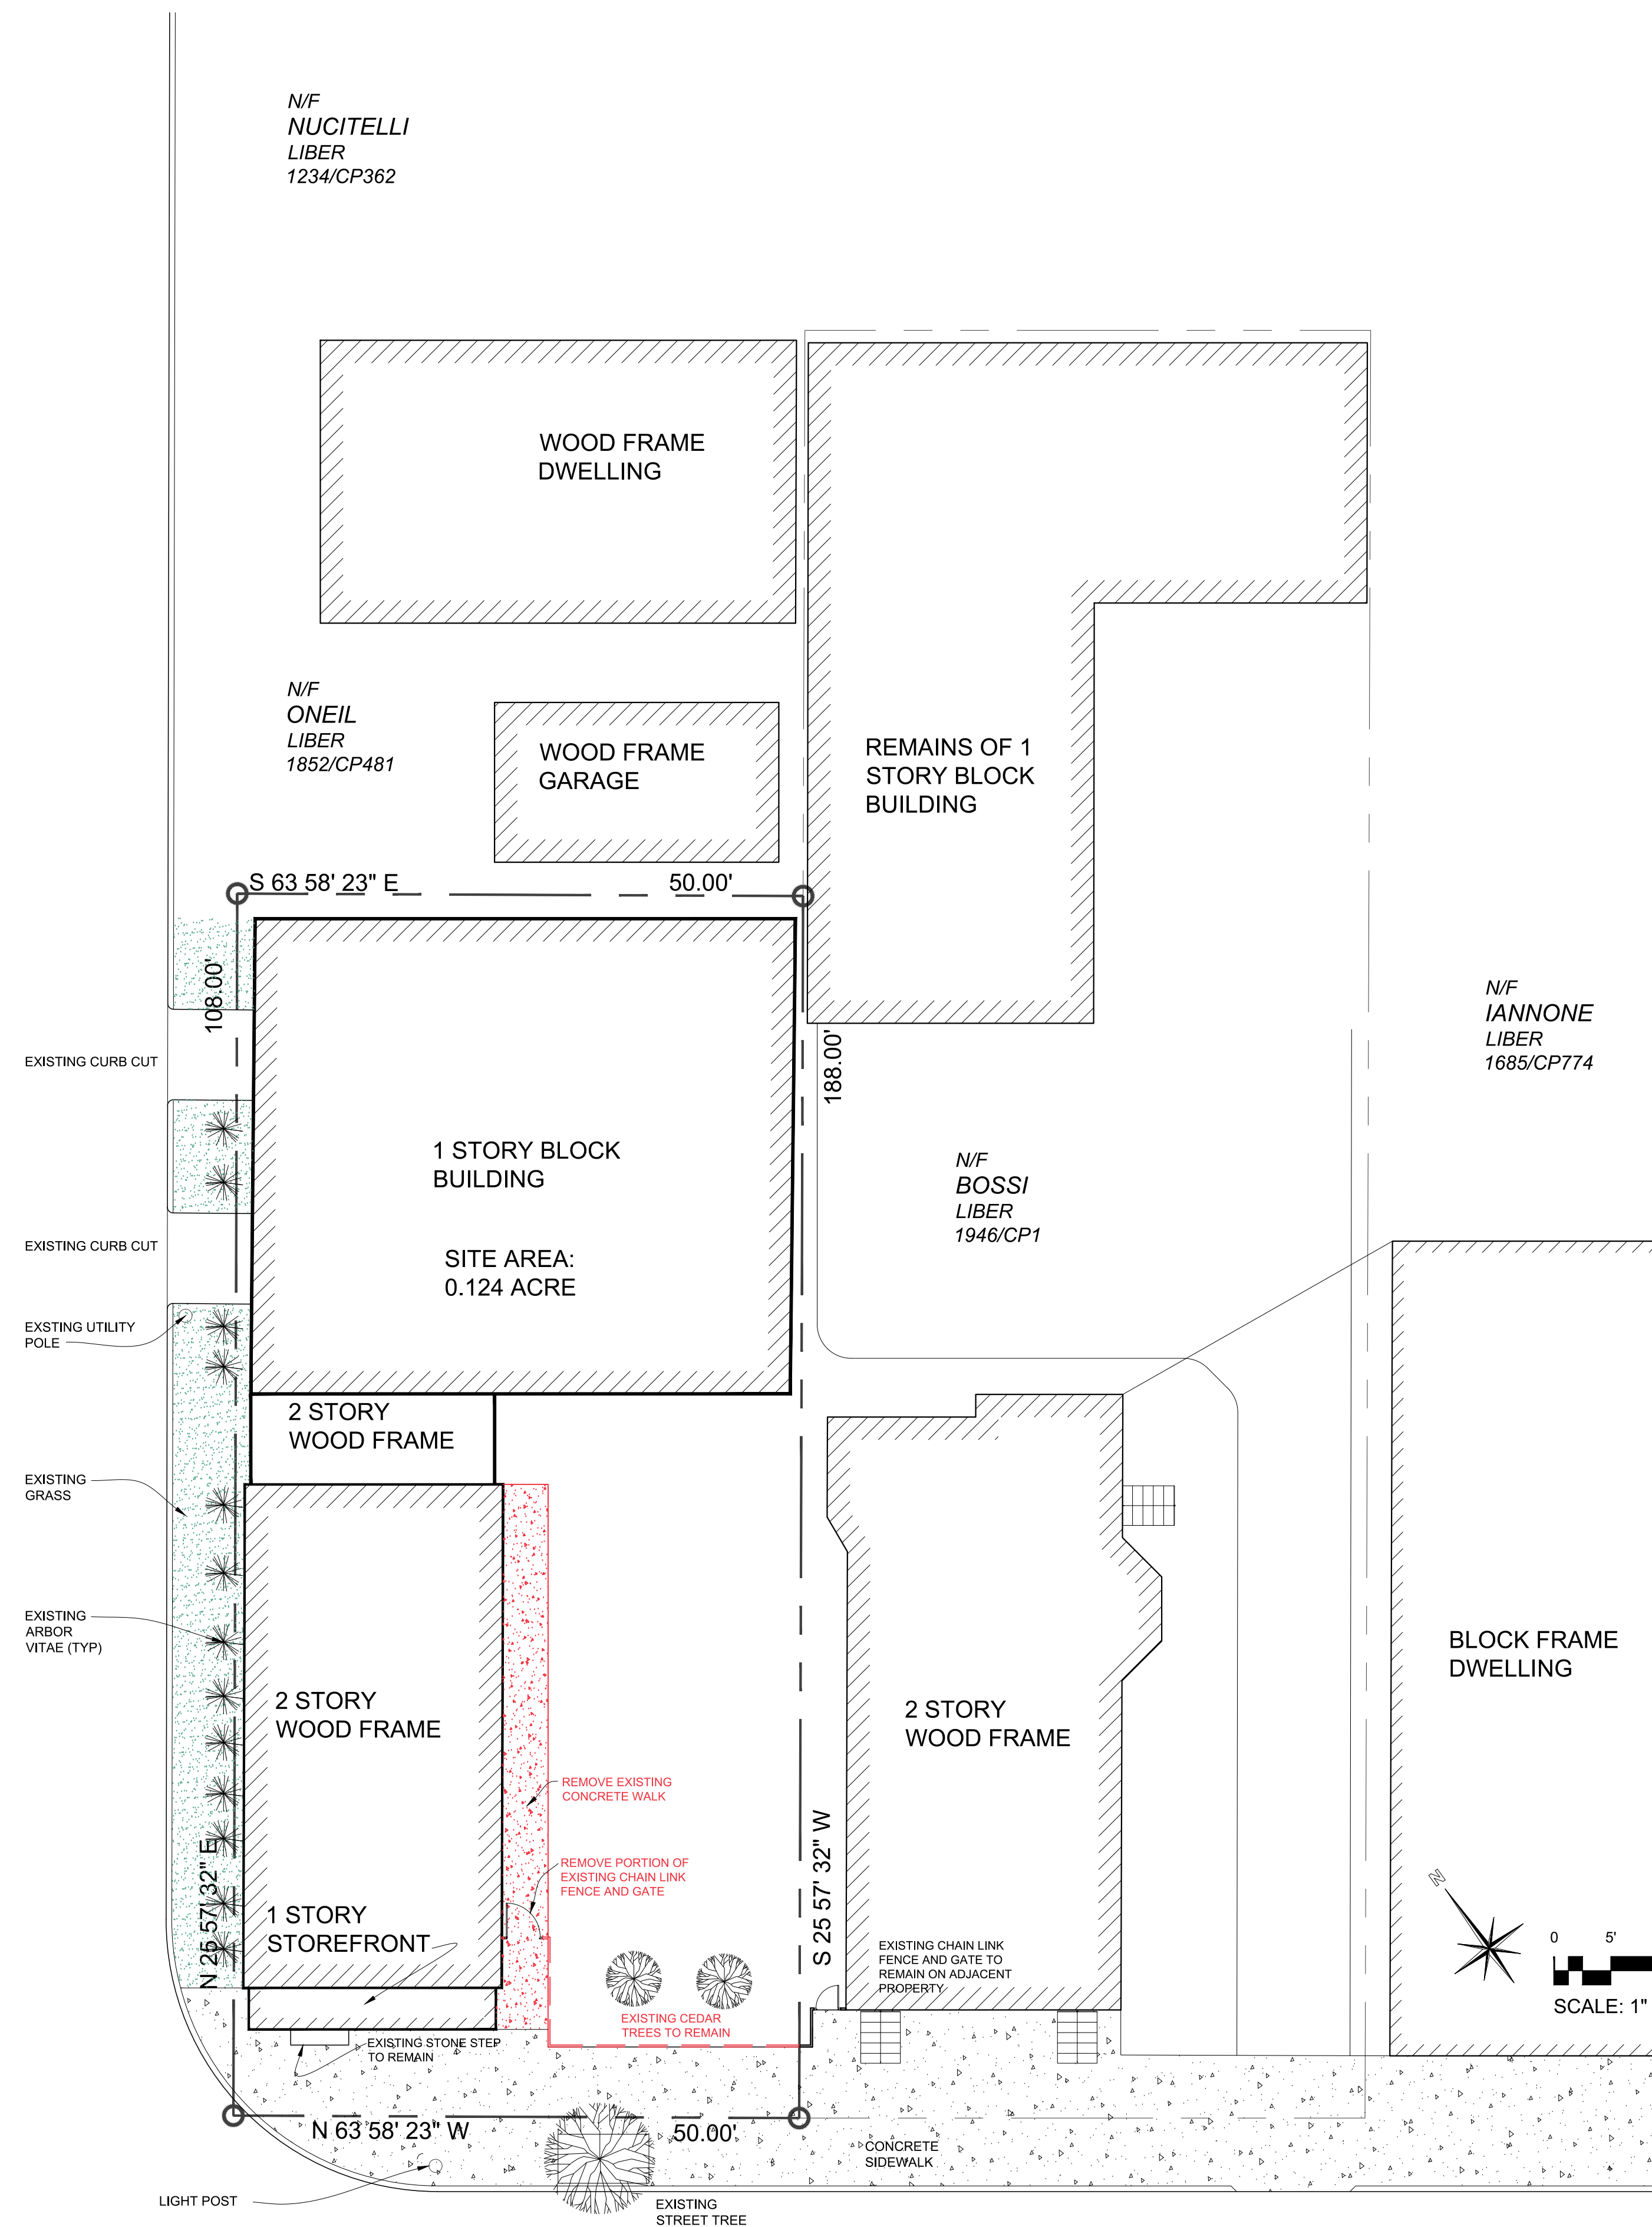 N/F
NUCITELLI
LIBER
1234/CP362
WOOD FRAME
DWELLING
N/F
ONEIL
LIBER
1852/CP481
WOOD FRAME
GARAGE
REMAINS OF 1
STORY BLOCK
BUILDING
S 63 58' 23" E
50.00'
108.00'
188.00'
N/F
IANNONE
LIBER
1685/CP774
EXISTING CURB CUT
1 STORY BLOCK
BUILDING
N/F
BOSSI
LIBER
1946/CP1
EXISTING CURB CUT
SITE AREA:
0.124 ACRE
EXSTING UTILITY
POLE
2 STORY
WOOD FRAME
EXISTING
GRASS
EXISTING
ARBOR
VITAE (TYP)
BLOCK FRAME
DWELLING
2 STORY
WOOD FRAME
2 STORY
WOOD FRAME
REMOVE EXISTING
CONCRETE WALK
REMOVE PORTION OF
EXISTING CHAIN LINK
FENCE AND GATE
N 25 57' 32" E
S 25 57' 32" W
1 STORY
STOREFRONT
EXISTING CHAIN LINK
FENCE AND GATE TO
REMAIN ON ADJACENT
PROPERTY
N
0 5'
SCALE: 1"
EXISTING CEDAR
TREES TO REMAIN
EXISTING STONE STEP
TO REMAIN
N 63 58' 23" W
50.00'
CONCRETE
SIDEWALK
LIGHT POST
EXISTING
STREET TREE